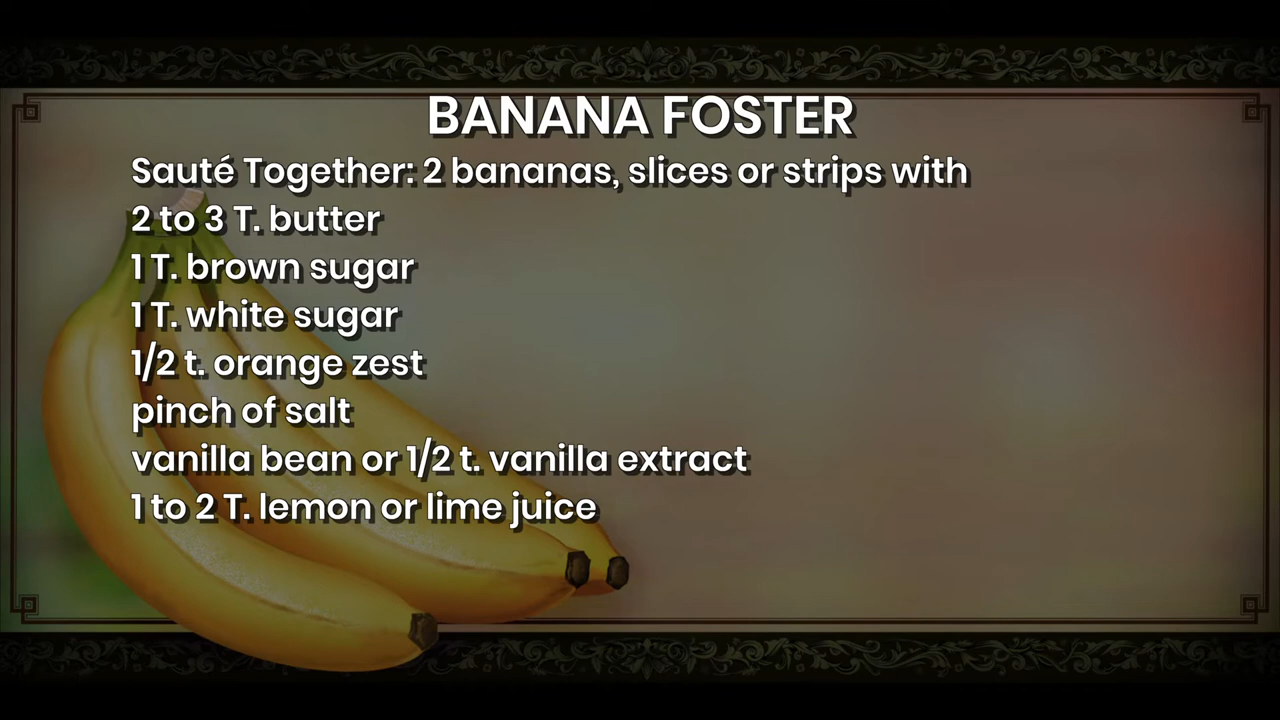 BANANA FOSTER
Sauté Together: 2 bananas, slices or strips with
2 to 3 T. butter
1 T. brown sugar
1 T. white sugar
1/2 t. orange zest
pinch of salt
vanilla bean or 1/2 t. vanilla extract
1 to 2 T. lemon or lime juice